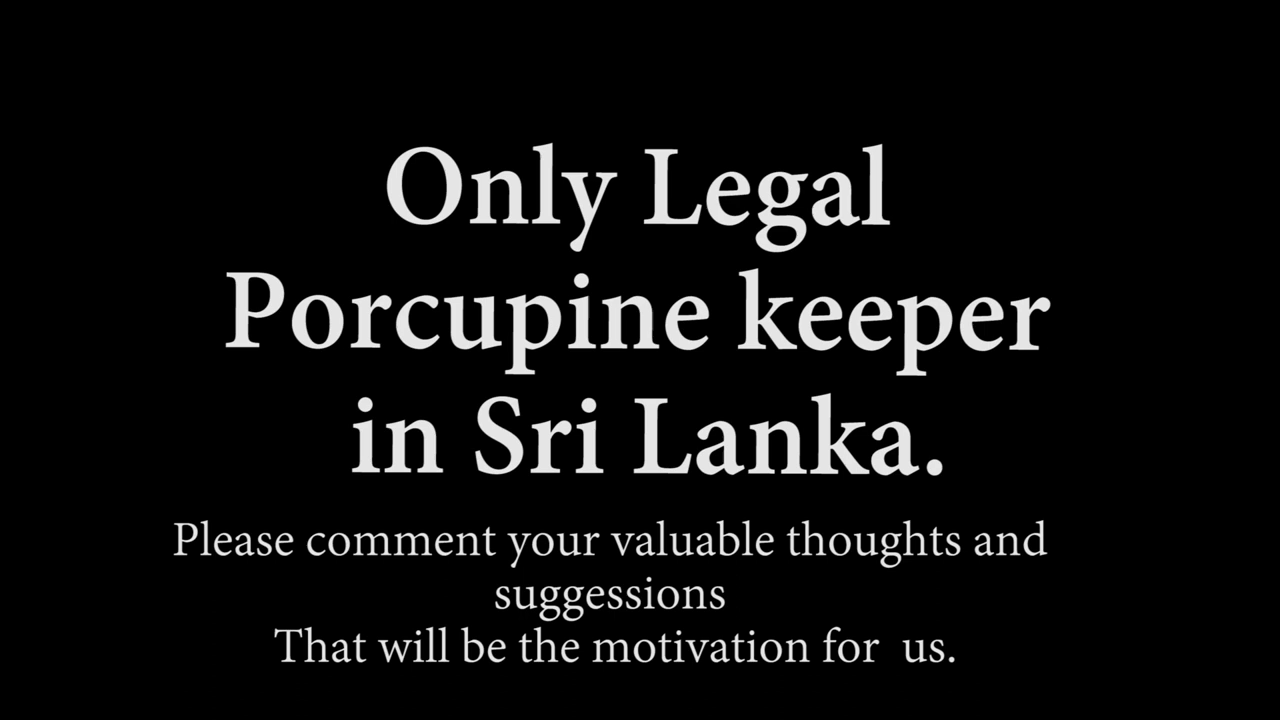 Only Legal
Porcupine keeper
in Sri Lanka.
Please comment your valuable thoughts and
suggessions
That will be the motivation for  us.